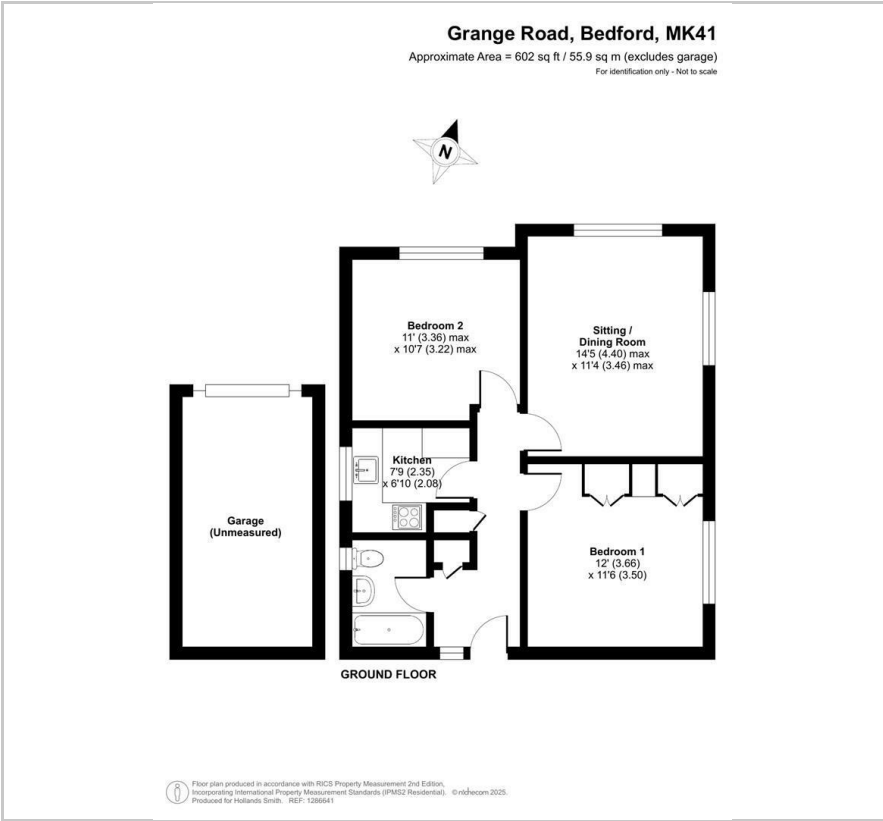 Grange Road, Bedford, MK41
Approximate Area = 602 sq ft / 55.9 sq m (excludes garage)
For identification only - Not to scale
N
Bedroom 2
11' (3.36) max
x 10'7 (3.22) max
Sitting /
Dining Room
14'5 (4.40) max
x 11'4 (3.46) max
Kitchen
7'9 (2.35)
x 6'10 (2.08)
Garage
(Unmeasured)
Bedroom 1
12' (3.66)
x 11'6 (3.50)
GROUND FLOOR
Floor plan produced in accordance with RICS Property Measurement 2nd Edition,
Incorporating International Property Measurement Standards (IPMS2 Residential). © nichecom 2025.
Produced for Hollands Smith. REF: 1286641